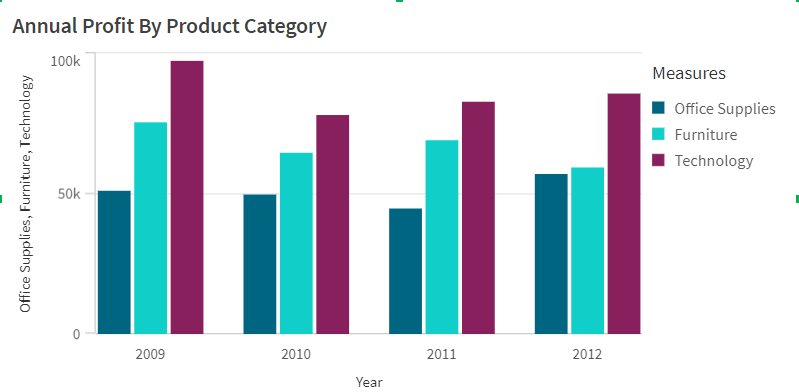 Annual Profit By Product Category
Office Supplies, Furniture, Technology
100k
50k
0
2009
2010
2011
2012
Year
Measures
Office Supplies
Furniture
Technology